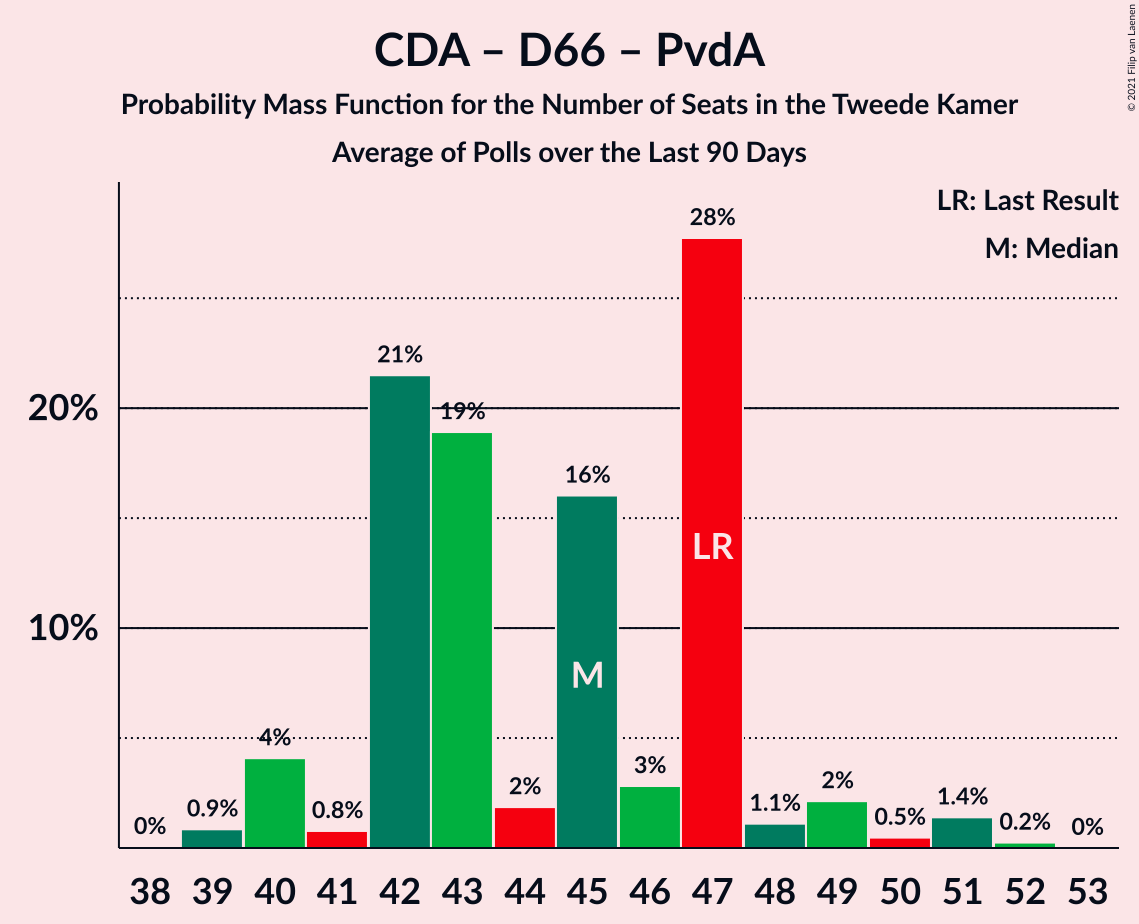 CDA – D66 – PvdA
Probability Mass Function for the Number of Seats in the Tweede Kamer
Average of Polls over the Last 90 Days
© 2021 Filip van Laenen
LR: Last Result
M: Median
28%
21%
20%
19%
16%
LR
10%
M
4%
3%
2%
2%
1.4%
1.1%
0.9%
0.8%
0.5%
0.2%
0%
0%
38 39 40 41 42 43 44 45 46 47 48 49 50 51 52 53